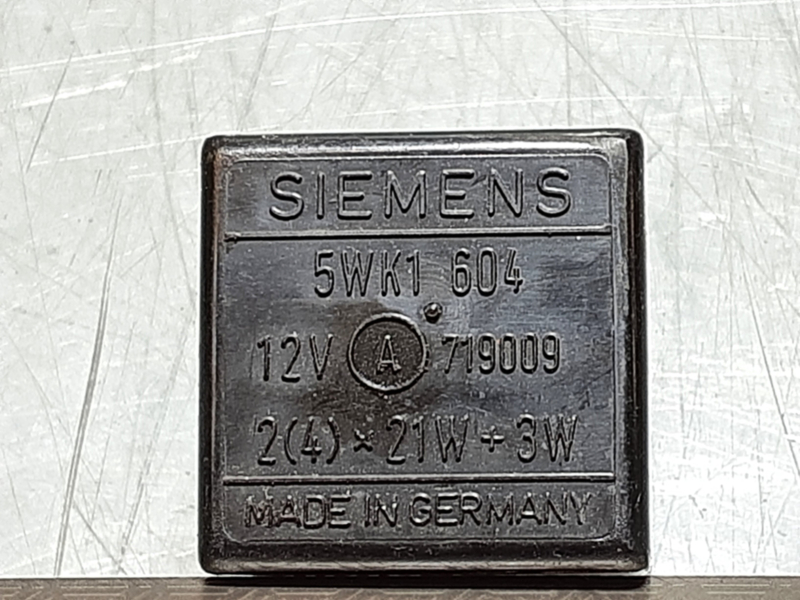 SIEMENS
5WK1 604
12V A 719009
2(4) × 21W + 3W
MADE IN GERMANY